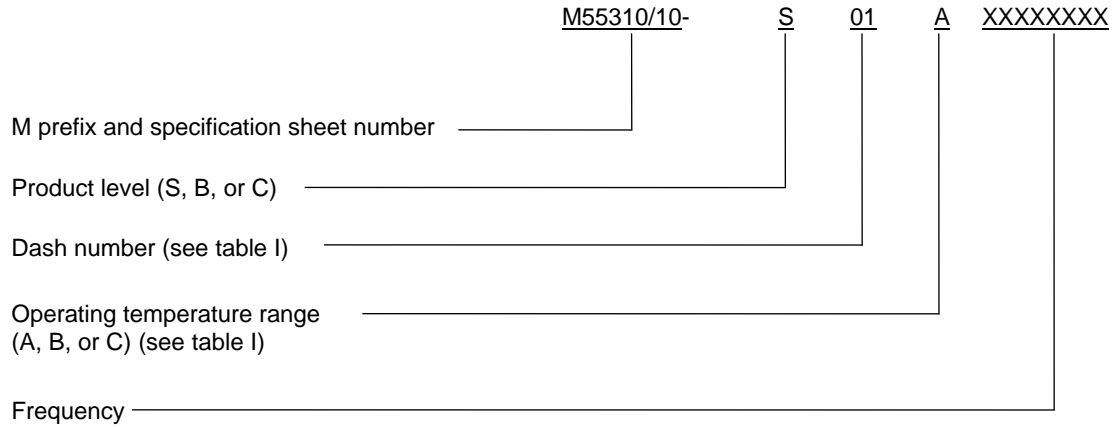 M55310/10- S 01 A XXXXXXXX
M prefix and specification sheet number
Product level (S, B, or C)
Dash number (see table I)
Operating temperature range
(A, B, or C) (see table I)
Frequency